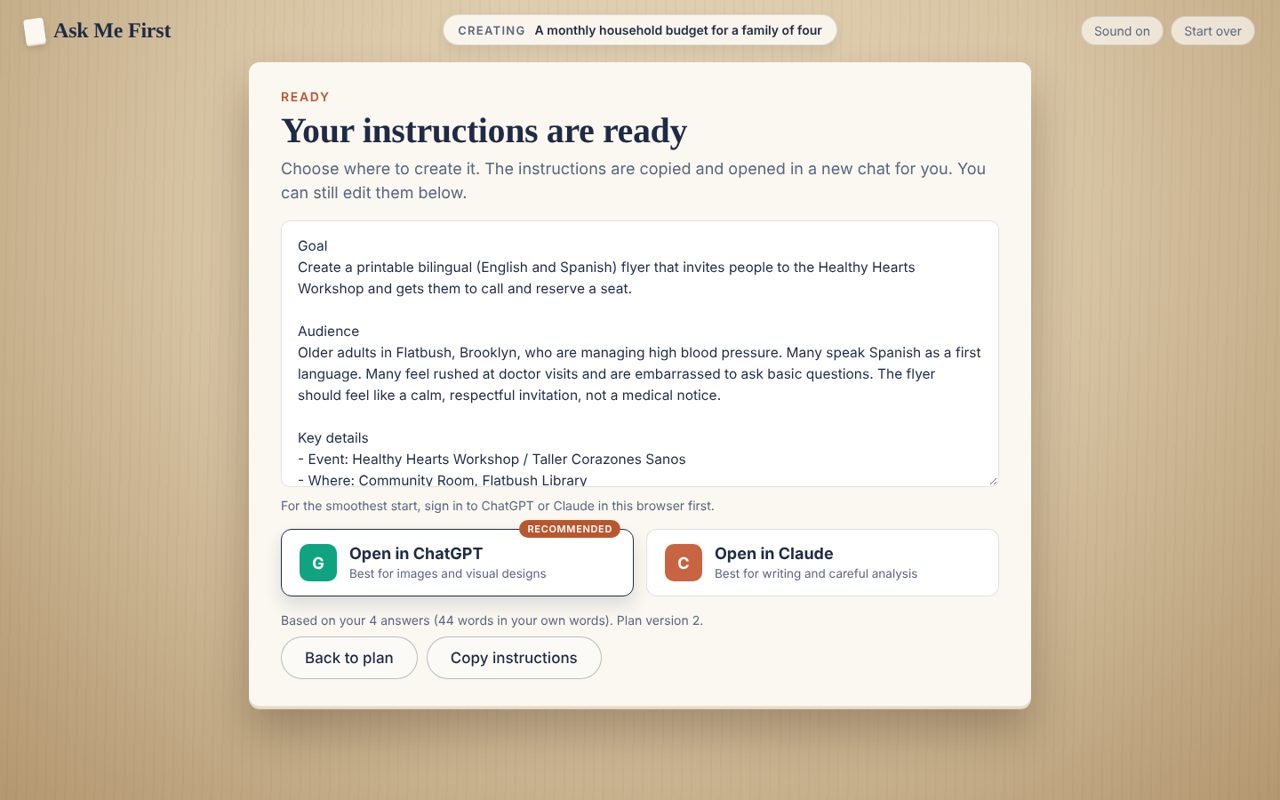 Ask Me First
CREATING A monthly household budget for a family of four
Sound on
Start over
READY
Your instructions are ready
Choose where to create it. The instructions are copied and opened in a new chat for you. You
can still edit them below.
Goal
Create a printable bilingual (English and Spanish) flyer that invites people to the Healthy Hearts
Workshop and gets them to call and reserve a seat.
Audience
Older adults in Flatbush, Brooklyn, who are managing high blood pressure. Many speak Spanish as a first
language. Many feel rushed at doctor visits and are embarrassed to ask basic questions. The flyer
should feel like a calm, respectful invitation, not a medical notice.
Key details
- Event: Healthy Hearts Workshop / Taller Corazones Sanos
- Where: Community Room, Flatbush Library
For the smoothest start, sign in to ChatGPT or Claude in this browser first.
RECOMMENDED
G
Open in ChatGPT
Best for images and visual designs
C
Open in Claude
Best for writing and careful analysis
Based on your 4 answers (44 words in your own words). Plan version 2.
Back to plan
Copy instructions